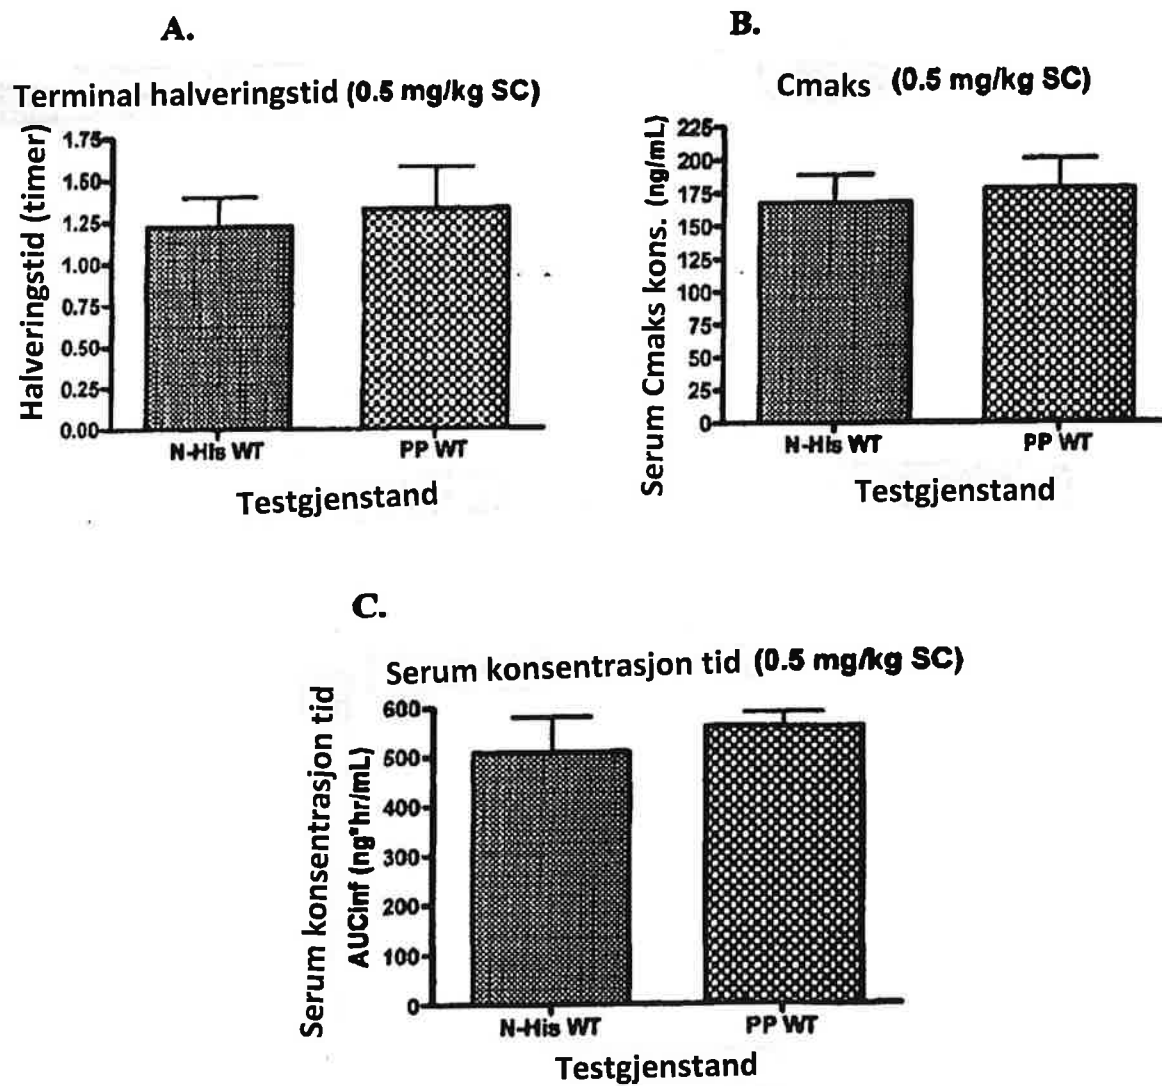 A.
Terminal halveringstid (0.5 mg/kg SC)
Halveringstid (timer)
1.75
1.50
1.25
1.00
0.75
0.50
0.25
0.00
N-His WT
PP WT
Testgjenstand
B.
Cmaks (0.5 mg/kg SC)
Serum Cmaks kons. (ng/mL)
225
200
175
150
125
100
75
50
25
0
N-His WT
PP WT
Testgjenstand
C.
Serum konsentrasjon tid (0.5 mg/kg SC)
Serum konsentrasjon tid
AUCinf (ng*hr/mL)
600
500
400
300
200
100
0
N-His WT
PP WT
Testgjenstand